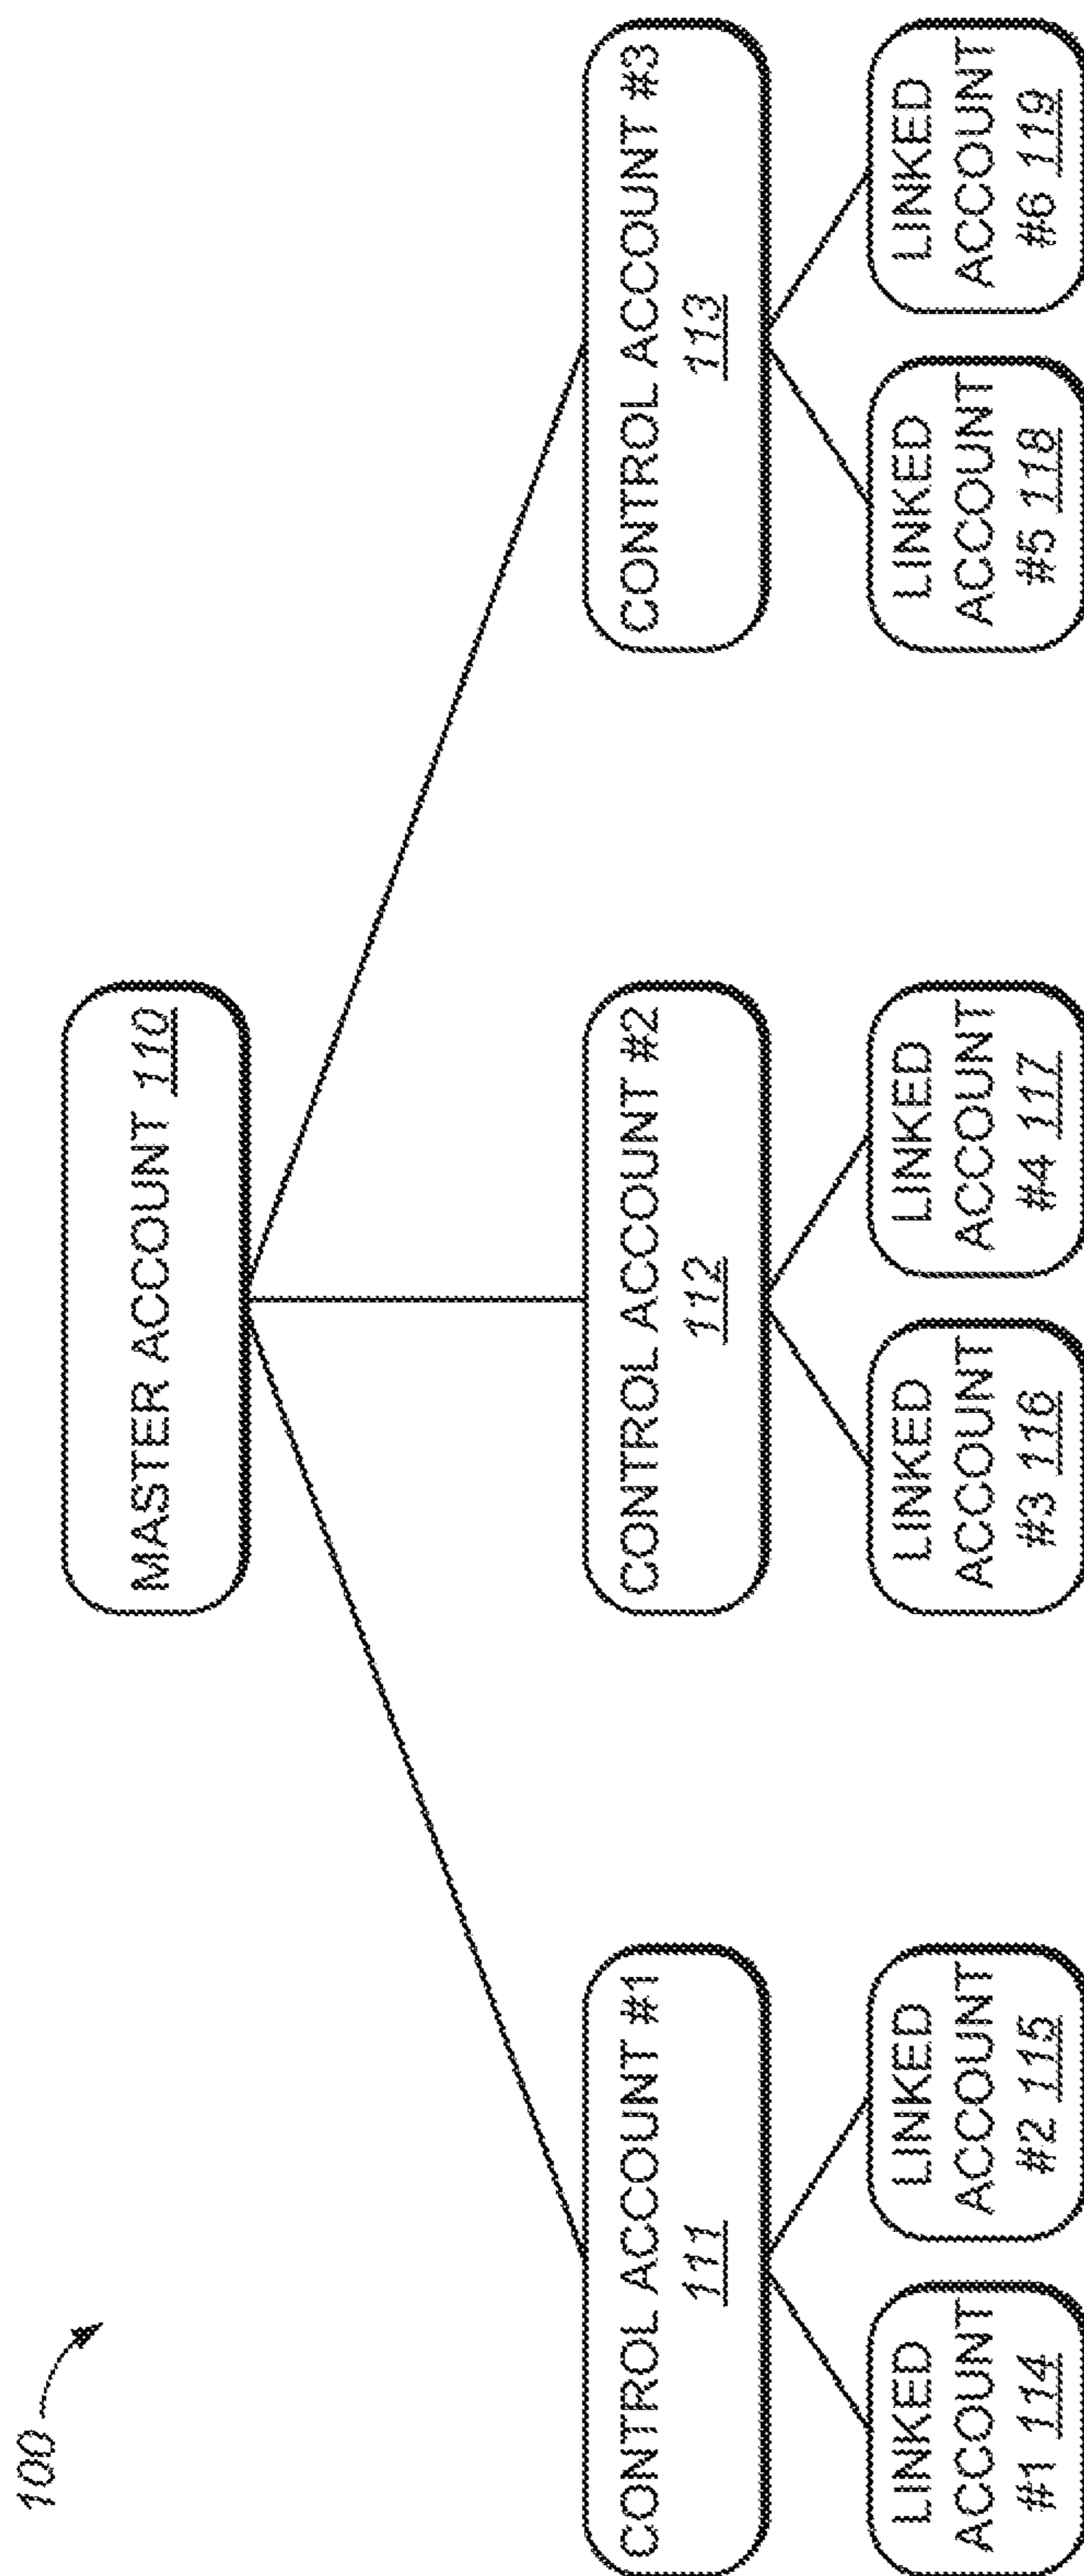 100
MASTER ACCOUNT 110
CONTROL ACCOUNT #1
111
CONTROL ACCOUNT #2
112
CONTROL ACCOUNT #3
113
LINKED
ACCOUNT
#1 114
LINKED
ACCOUNT
#2 115
LINKED
ACCOUNT
#3 116
LINKED
ACCOUNT
#4 117
LINKED
ACCOUNT
#5 118
LINKED
ACCOUNT
#6 119